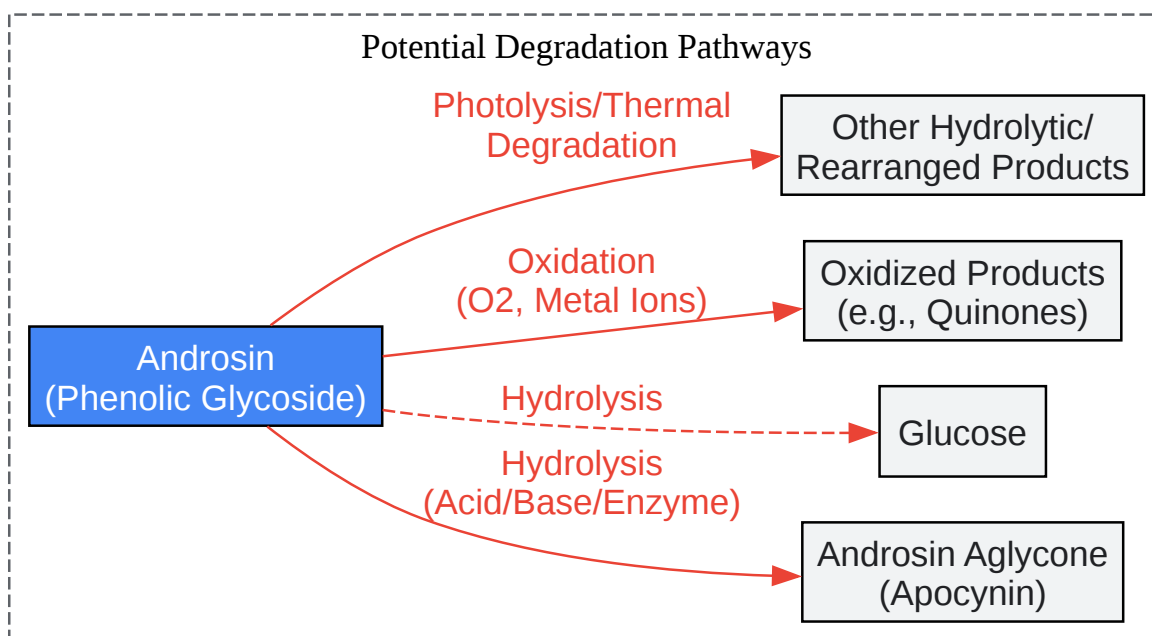 Potential Degradation Pathways
Photolysis/Thermal
Degradation
Other Hydrolytic/
Rearranged Products
Oxidation
(O2, Metal Ions)
Oxidized Products
(e.g., Quinones)
Androsin
(Phenolic Glycoside)
Hydrolysis
Glucose
Hydrolysis
(Acid/Base/Enzyme)
Androsin Aglycone
(Apocynin)